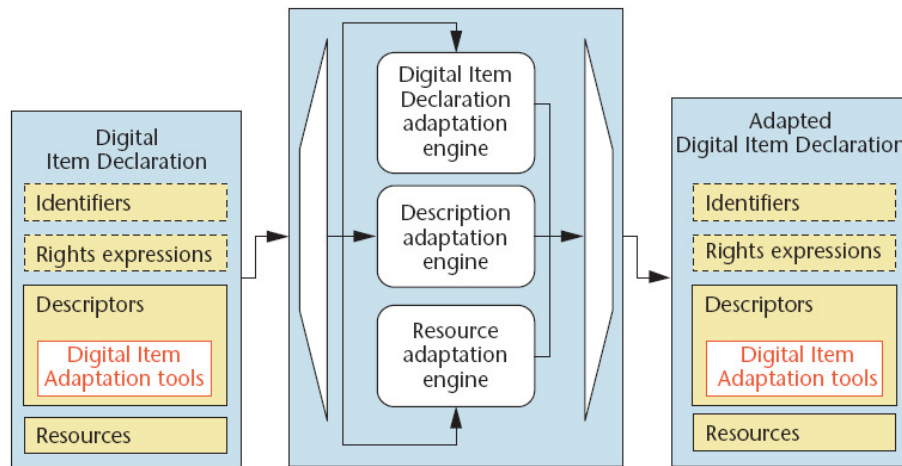 Digital
Item Declaration
Identifiers
Rights expressions
Descriptors
Digital Item
Adaptation tools
Resources
Digital Item
Declaration
adaptation
engine
Description
adaptation
engine
Resource
adaptation
engine
Adapted
Digital Item Declaration
Identifiers
Rights expressions
Descriptors
Digital Item
Adaptation tools
Resources